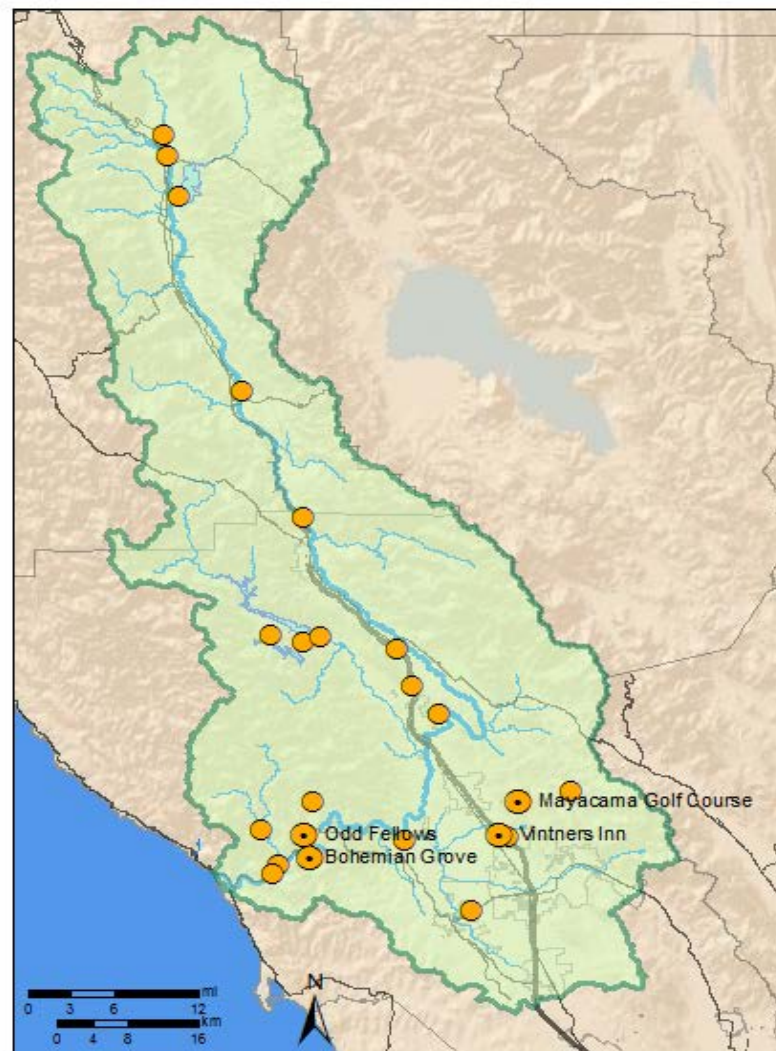 Mayacama Golf Course
Odd Fellows
Vintners Inn
Bohemian Grove
N
mi
0 3 6 12
km
0 4 8 16